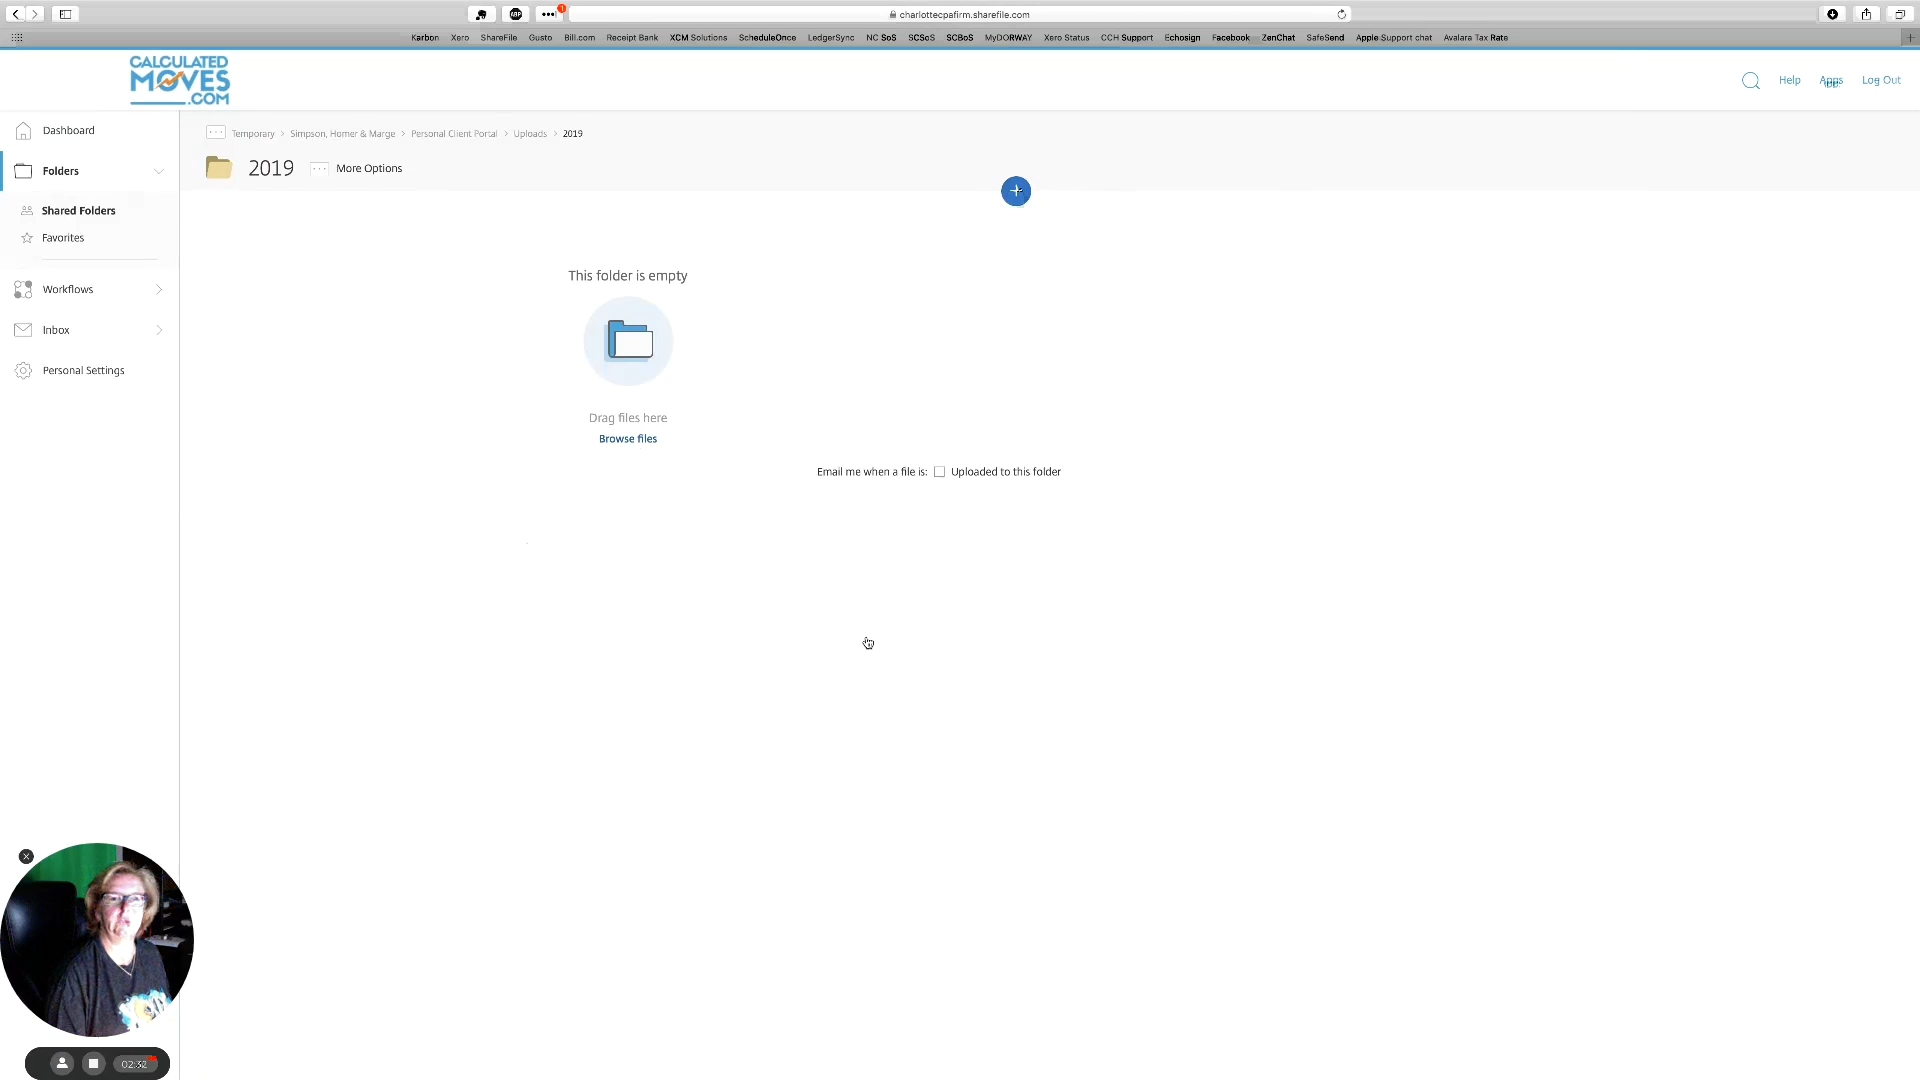 ABP
1
charlottecpafirm.sharefile.com
Karbon Xero ShareFile Gusto Bill.com Receipt Bank XCM Solutions ScheduleOnce LedgerSync NC SoS SCSoS SCBoS MyDORWAY Xero Status CCH Support Echosign Facebook ZenChat SafeSend Apple Support chat Avalara Tax Rate
CALCULATED
MOVES
.COM
Help Apps Log Out
Dashboard
Folders
Shared Folders
Favorites
Workflows
Inbox
Personal Settings
Temporary > Simpson, Homer & Marge > Personal Client Portal > Uploads > 2019
2019 More Options
This folder is empty
Drag files here
Browse files
Email me when a file is: Uploaded to this folder
02:32